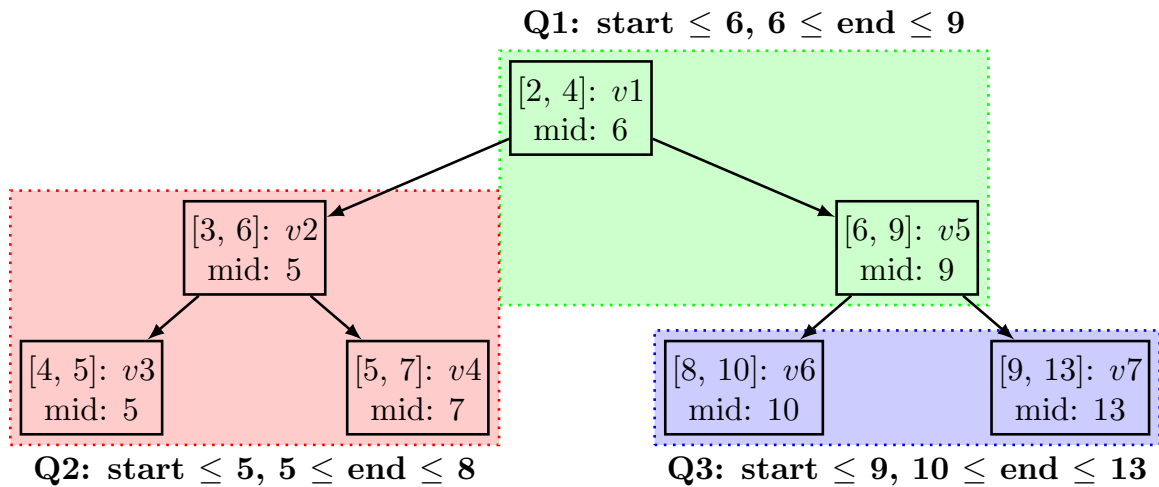 Q1: start ≤ 6, 6 ≤ end ≤ 9
[2, 4]: v1
mid: 6
[3, 6]: v2
mid: 5
[6, 9]: v5
mid: 9
[4, 5]: v3
mid: 5
[5, 7]: v4
mid: 7
[8, 10]: v6
mid: 10
[9, 13]: v7
mid: 13
Q2: start ≤ 5, 5 ≤ end ≤ 8
Q3: start ≤ 9, 10 ≤ end ≤ 13